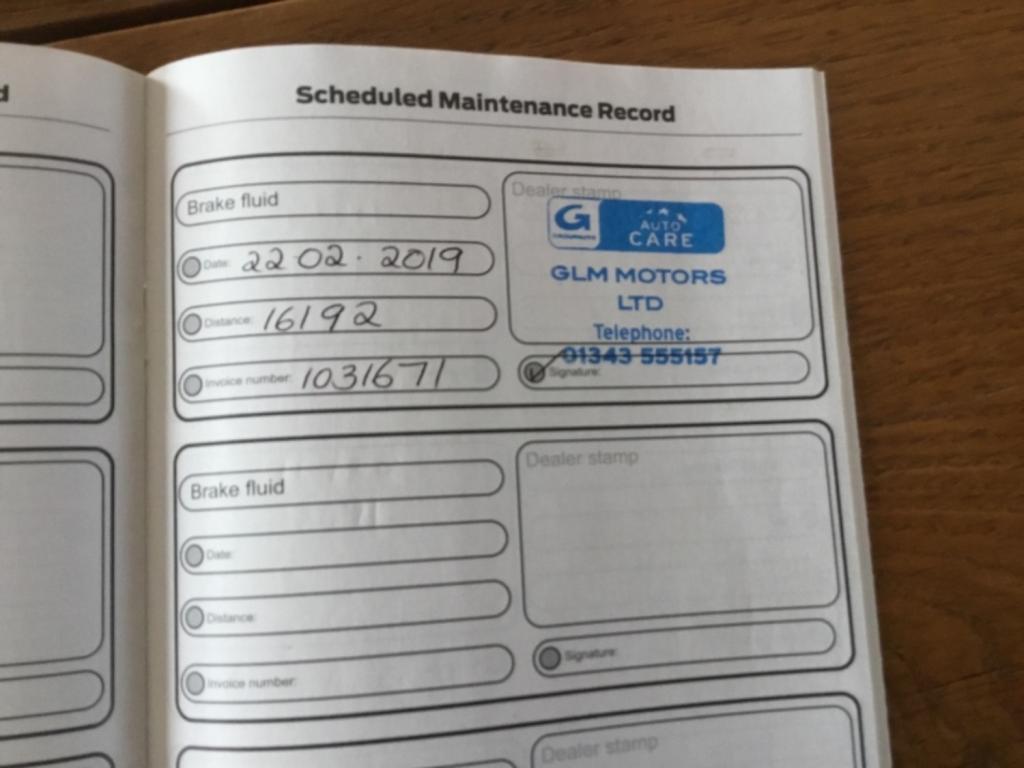 d
Scheduled Maintenance Record
Brake fluid
Date: 22 02 . 2019
Distance: 16192
Invoice number: 1031671
Dealer stamp
G
AUTO
CARE
GLM MOTORS
LTD
Telephone:
01343 555157
Signature:
Brake fluid
Date:
Distance:
Invoice number:
Dealer stamp
Signature:
Dealer stamp